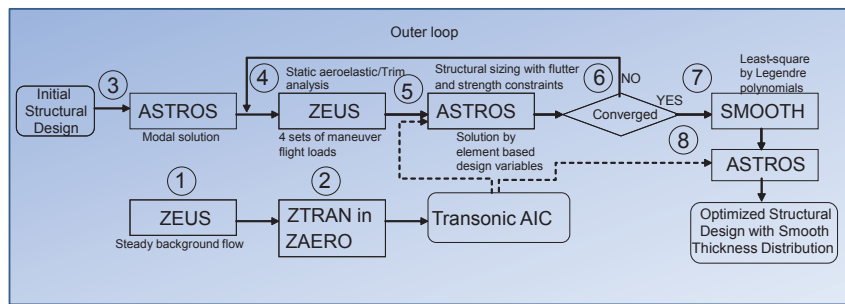 Outer loop
3
Initial
Structural
Design
ASTROS
Modal solution
4
Static aeroelastic/Trim
analysis
ZEUS
4 sets of maneuver
flight loads
5
Structural sizing with flutter
and strength constraints
ASTROS
Solution by
element based
design variables
6
NO
Converged
YES
7
Least-square
by Legendre
polynomials
SMOOTH
8
ASTROS
Optimized Structural
Design with Smooth
Thickness Distribution
1
ZEUS
Steady background flow
2
ZTRAN in
ZAERO
Transonic AIC